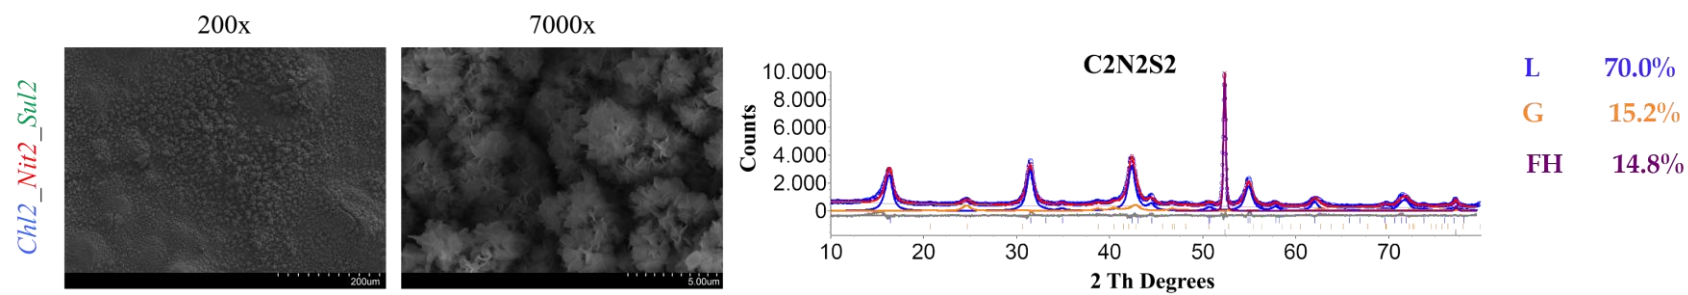 200x
7000x
Chl2_Nit2_Sul2
200um
5.00um
C2N2S2
Counts
10.000
8.000
6.000
4.000
2.000
0
10 20 30 40 50 60 70
2 Th Degrees
L 70.0%
G 15.2%
FH 14.8%